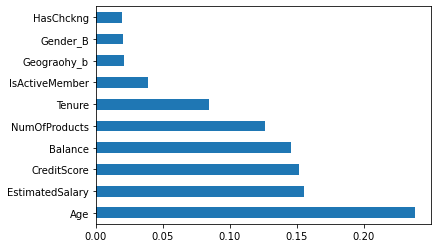 HasChckng
Gender_B
Geograohy_b
IsActiveMember
Tenure
NumOfProducts
Balance
CreditScore
EstimatedSalary
Age
0.00 0.05 0.10 0.15 0.20